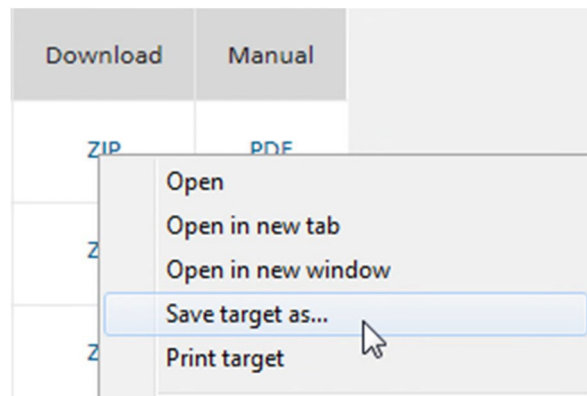 Download Manual
ZIP PDF
Open
Open in new tab
Open in new window
Save target as...
Print target